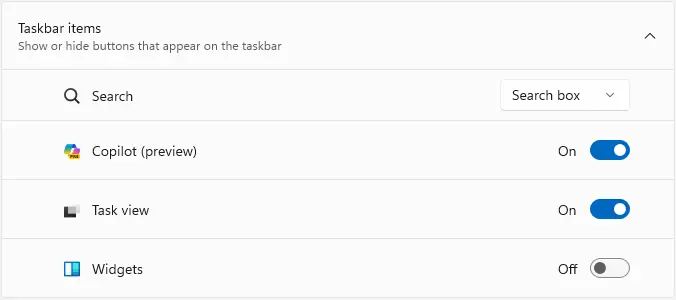 Taskbar items
Show or hide buttons that appear on the taskbar
Search Search box
PRE
Copilot (preview) On
Task view On
Widgets Off